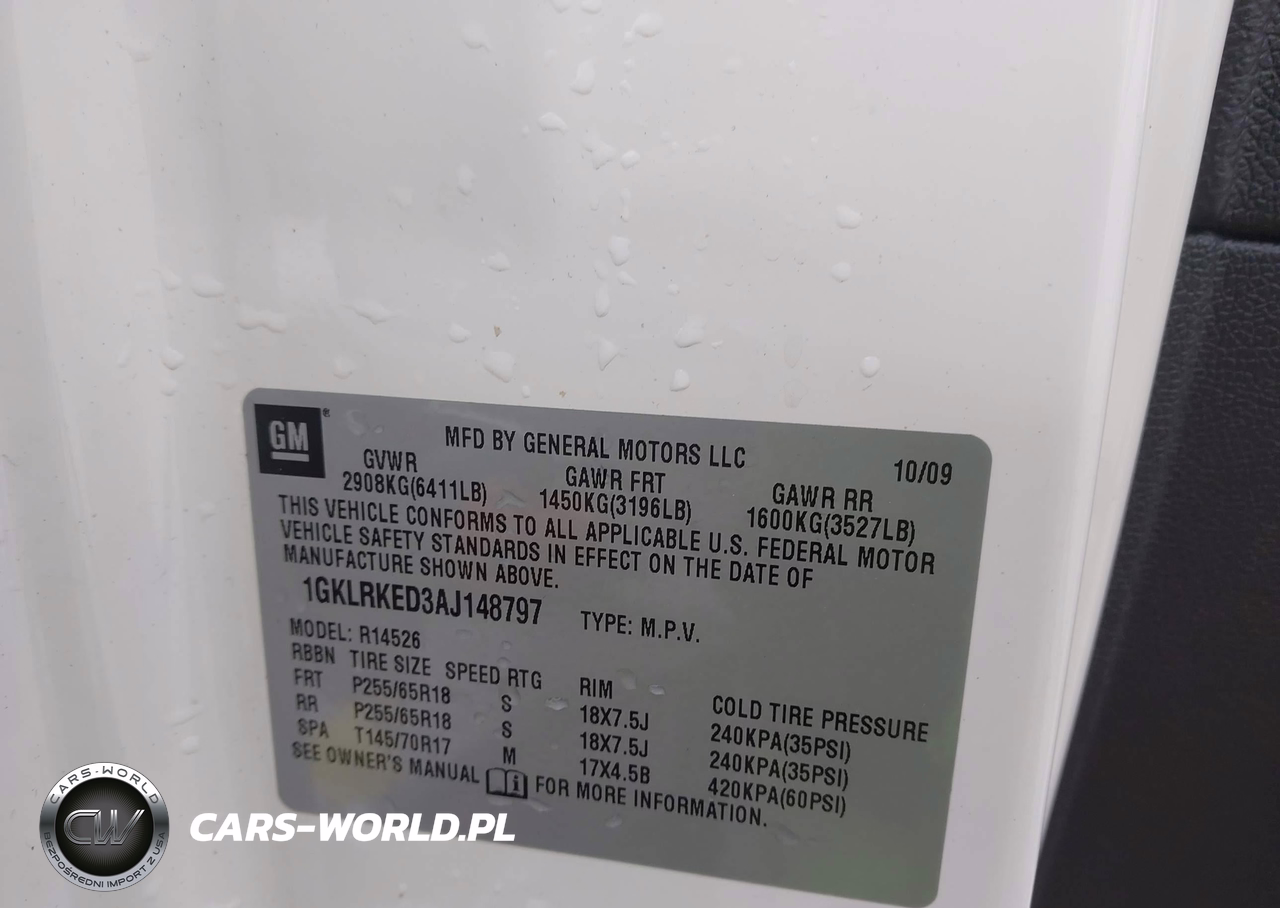 GM ®
MFD BY GENERAL MOTORS LLC 10/09
GVWR GAWR FRT GAWR RR
2908KG(6411LB) 1450KG(3196LB) 1600KG(3527LB)
THIS VEHICLE CONFORMS TO ALL APPLICABLE U.S. FEDERAL MOTOR
VEHICLE SAFETY STANDARDS IN EFFECT ON THE DATE OF
MANUFACTURE SHOWN ABOVE.
1GKLRKED3AJ148797 TYPE: M.P.V.
MODEL: R14526
RBBN TIRE SIZE SPEED RTG RIM COLD TIRE PRESSURE
FRT P255/65R18 S 18X7.5J 240KPA(35PSI)
RR P255/65R18 S 18X7.5J 240KPA(35PSI)
SPA T145/70R17 M 17X4.5B 420KPA(60PSI)
SEE OWNER'S MANUAL i FOR MORE INFORMATION.
CARS-WORLD
CW
BEZPOŚREDNI IMPORT Z USA
CARS-WORLD.PL